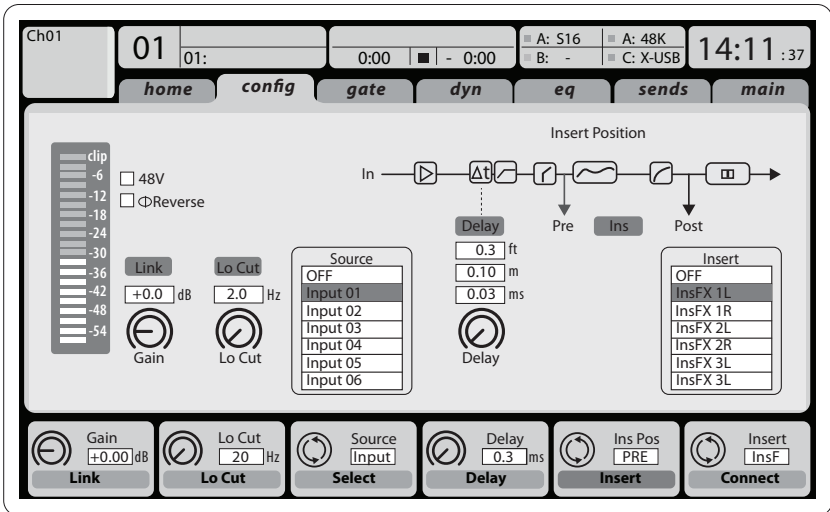 Ch01
01
01:
0:00 - 0:00
A: S16
B: -
A: 48K
C: X-USB
14:11 :37
home config gate dyn eq sends main
Insert Position
clip
-6
-12
-18
-24
-30
-36
-42
-48
-54
48V
ΦReverse
In
Δt
Pre Ins Post
Link
+0.0 dB
Gain
Lo Cut
2.0 Hz
Lo Cut
Source
OFF
Input 01
Input 02
Input 03
Input 04
Input 05
Input 06
Delay
0.3 ft
0.10 m
0.03 ms
Delay
Insert
OFF
InsFX 1L
InsFX 1R
InsFX 2L
InsFX 2R
InsFX 3L
InsFX 3L
Gain
+0.00 dB
Link
Lo Cut
20 Hz
Lo Cut
Source
Input
Select
Delay
0.3 ms
Delay
Ins Pos
PRE
Insert
Insert
InsF
Connect